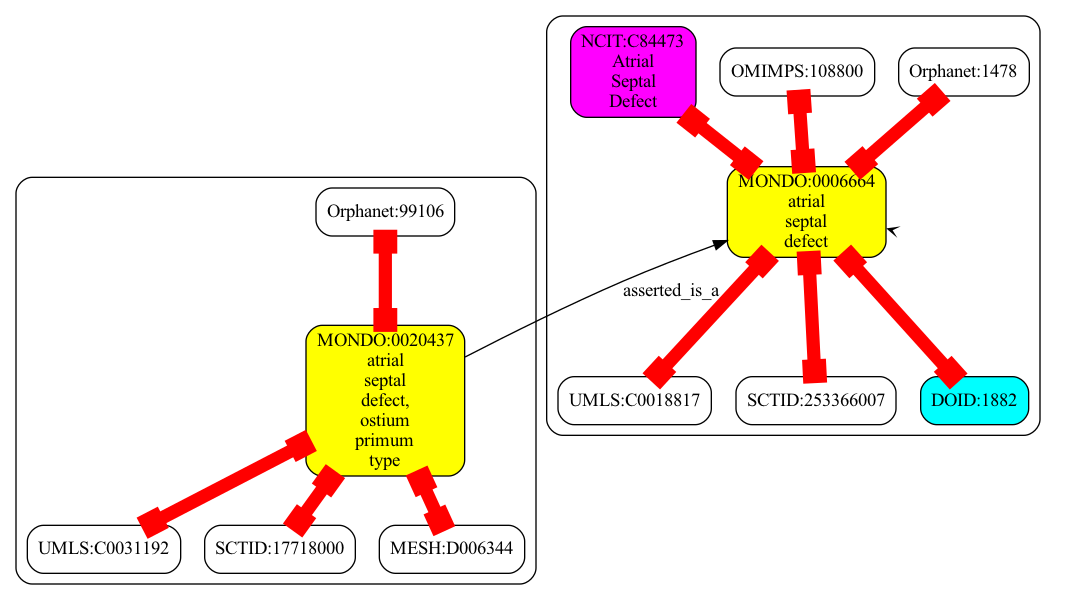 NCIT:C84473
Atrial
Septal
Defect
OMIMPS:108800
Orphanet:1478
MONDO:0006664
atrial
septal
defect
Orphanet:99106
asserted_is_a
MONDO:0020437
atrial
septal
defect,
ostium
primum
type
UMLS:C0018817
SCTID:253366007
DOID:1882
UMLS:C0031192
SCTID:17718000
MESH:D006344